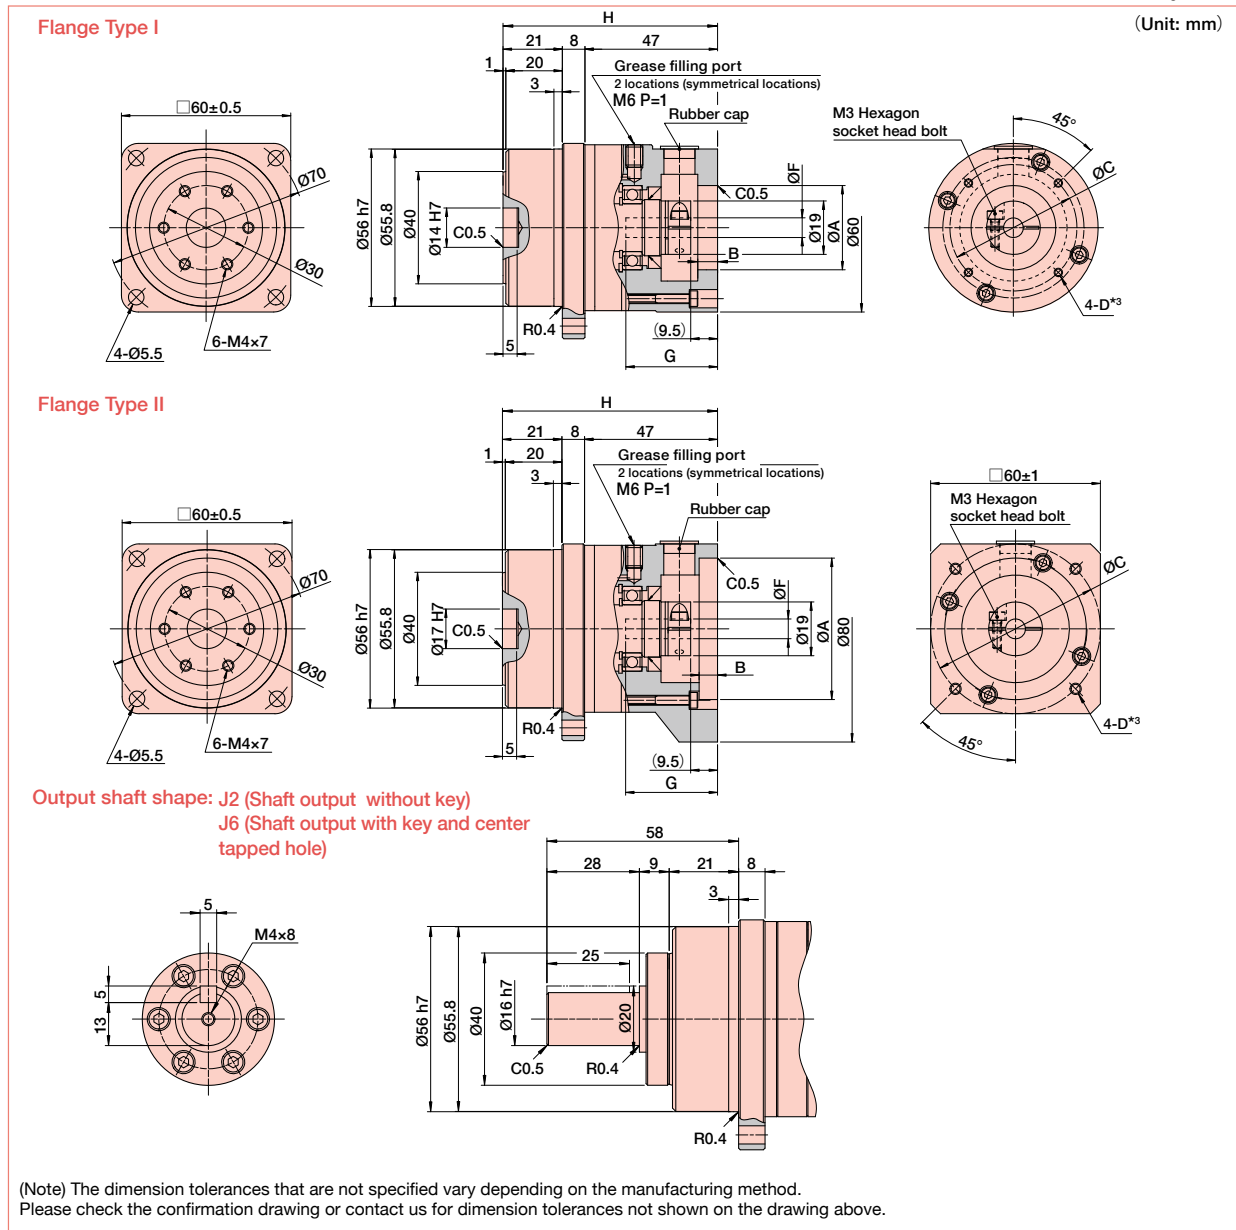 Flange Type I
(Unit: mm)
H
21
8
47
1
20
3
Grease filling port
2 locations (symmetrical locations)
M6 P=1
Rubber cap
□60±0.5
Ø70
Ø30
4-Ø5.5
6-M4×7
Ø56 h7
Ø55.8
Ø40
Ø14 H7
C0.5
R0.4
5
C0.5
ØF
Ø19
ØA
Ø60
B
(9.5)
G
M3 Hexagon
socket head bolt
45°
ØC
4-D*3
Flange Type II
H
21
8
47
1
20
3
Grease filling port
2 locations (symmetrical locations)
M6 P=1
Rubber cap
□60±0.5
Ø70
Ø30
4-Ø5.5
6-M4×7
Ø56 h7
Ø55.8
Ø40
Ø17 H7
C0.5
R0.4
5
C0.5
ØF
Ø19
ØA
Ø80
B
(9.5)
G
□60±1
M3 Hexagon
socket head bolt
ØC
4-D*3
45°
Output shaft shape: J2 (Shaft output without key)
J6 (Shaft output with key and center
tapped hole)
5
M4×8
5
13
58
28
9
21
8
3
25
Ø56 h7
Ø55.8
Ø40
Ø16 h7
Ø20
C0.5
R0.4
R0.4
(Note) The dimension tolerances that are not specified vary depending on the manufacturing method.
Please check the confirmation drawing or contact us for dimension tolerances not shown on the drawing above.